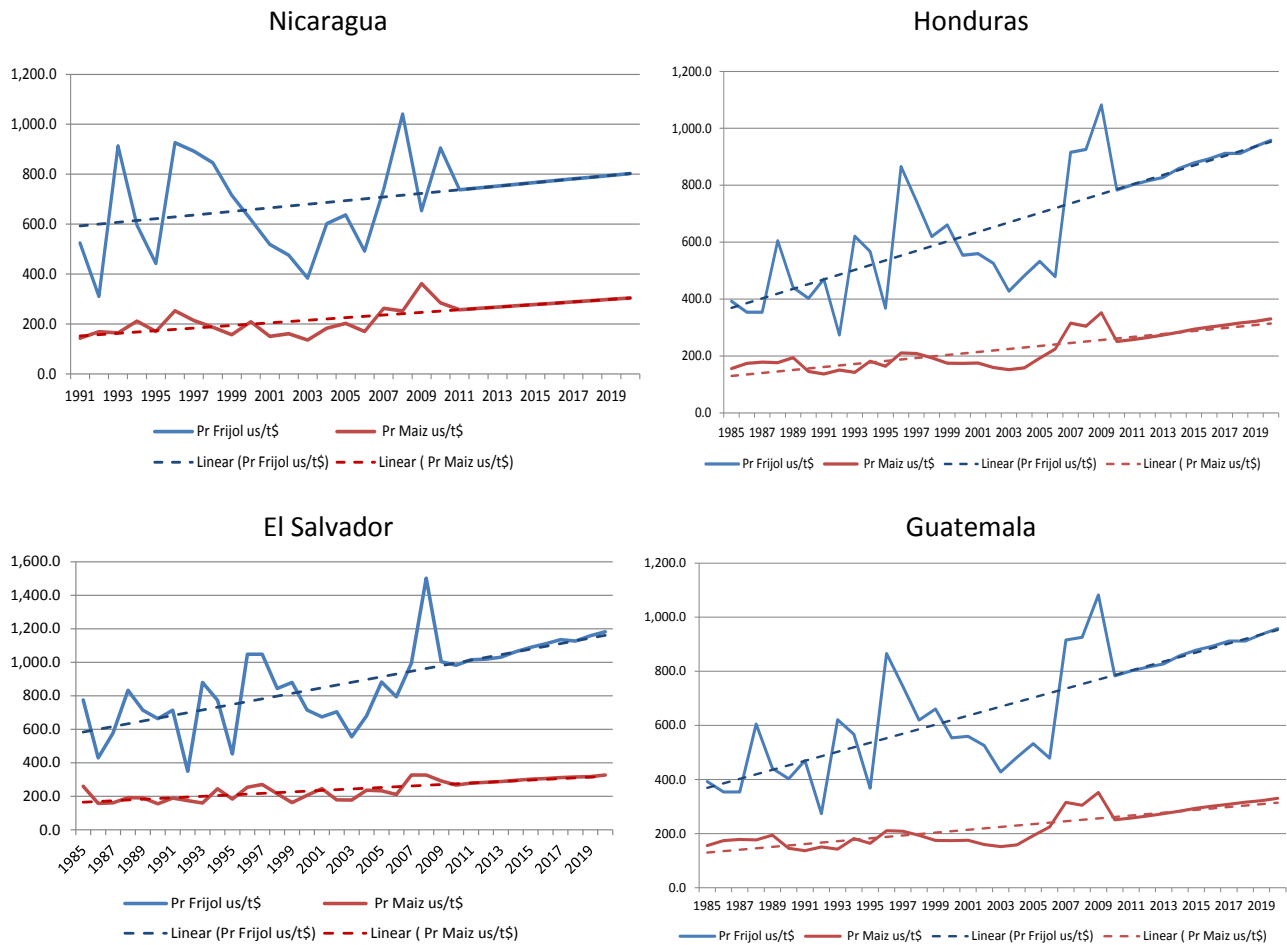 Nicaragua
1,200.0
1,000.0
800.0
600.0
400.0
200.0
0.0
1991 1993 1995 1997 1999 2001 2003 2005 2007 2009 2011 2013 2015 2017 2019
Pr Frijol us/t$ Pr Maiz us/t$
Linear (Pr Frijol us/t$) Linear ( Pr Maiz us/t$)
Honduras
1,200.0
1,000.0
800.0
600.0
400.0
200.0
0.0
1985 1987 1989 1991 1993 1995 1997 1999 2001 2003 2005 2007 2009 2011 2013 2015 2017 2019
Pr Frijol us/t$ Pr Maiz us/t$ Linear (Pr Frijol us/t$) Linear ( Pr Maiz us/t$)
El Salvador
1,600.0
1,400.0
1,200.0
1,000.0
800.0
600.0
400.0
200.0
0.0
1985 1987 1989 1991 1993 1995 1997 1999 2001 2003 2005 2007 2009 2011 2013 2015 2017 2019
Pr Frijol us/t$ Pr Maiz us/t$
Linear (Pr Frijol us/t$) Linear ( Pr Maiz us/t$)
Guatemala
1,200.0
1,000.0
800.0
600.0
400.0
200.0
0.0
1985 1987 1989 1991 1993 1995 1997 1999 2001 2003 2005 2007 2009 2011 2013 2015 2017 2019
Pr Frijol us/t$ Pr Maiz us/t$ Linear (Pr Frijol us/t$) Linear ( Pr Maiz us/t$)